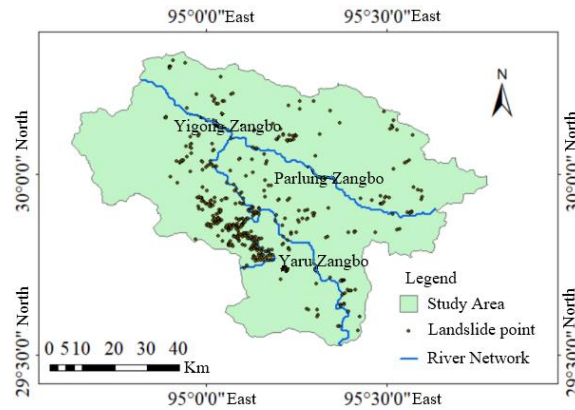 95°0'0"East 95°30'0"East
N
Yigong Zangbo
30°0'0" North
Parlung Zangbo
30°0'0" North
Yaru Zangbo
Legend
Study Area
Landslide point
River Network
0 5 10 20 30 40
Km
29°30'0" North
29°30'0" North
95°0'0"East 95°30'0"East